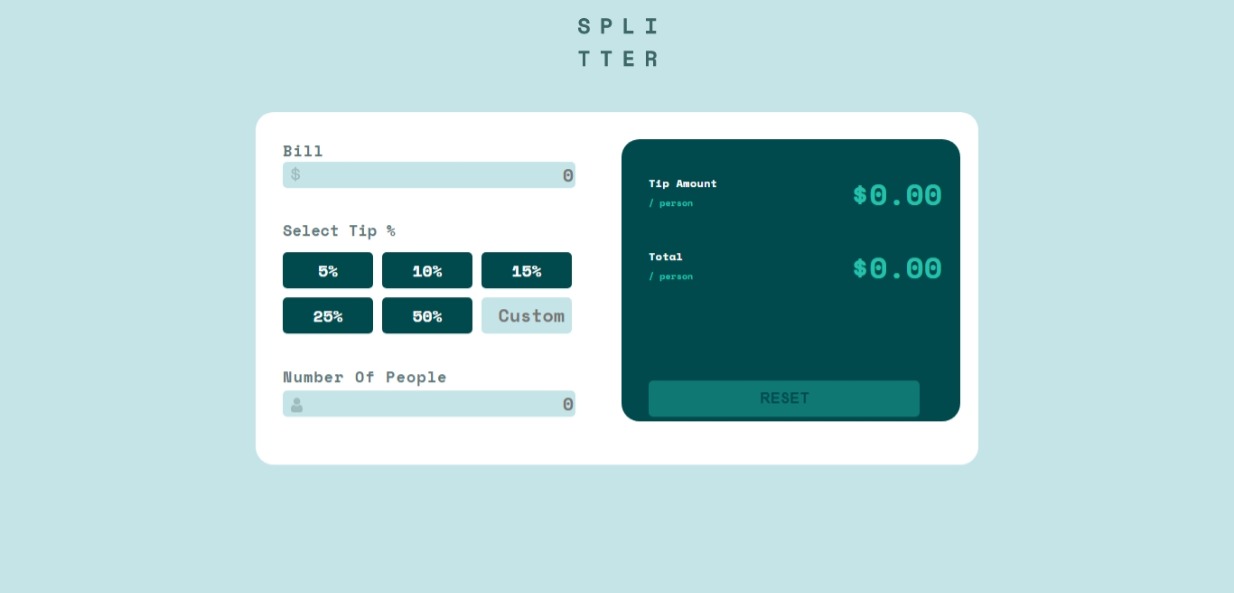 SPLI
TTER
Bill
$ 0
Select Tip %
5% 10% 15%
25% 50% Custom
Number Of People
0
Tip Amount
/ person
$0.00
Total
/ person
$0.00
RESET